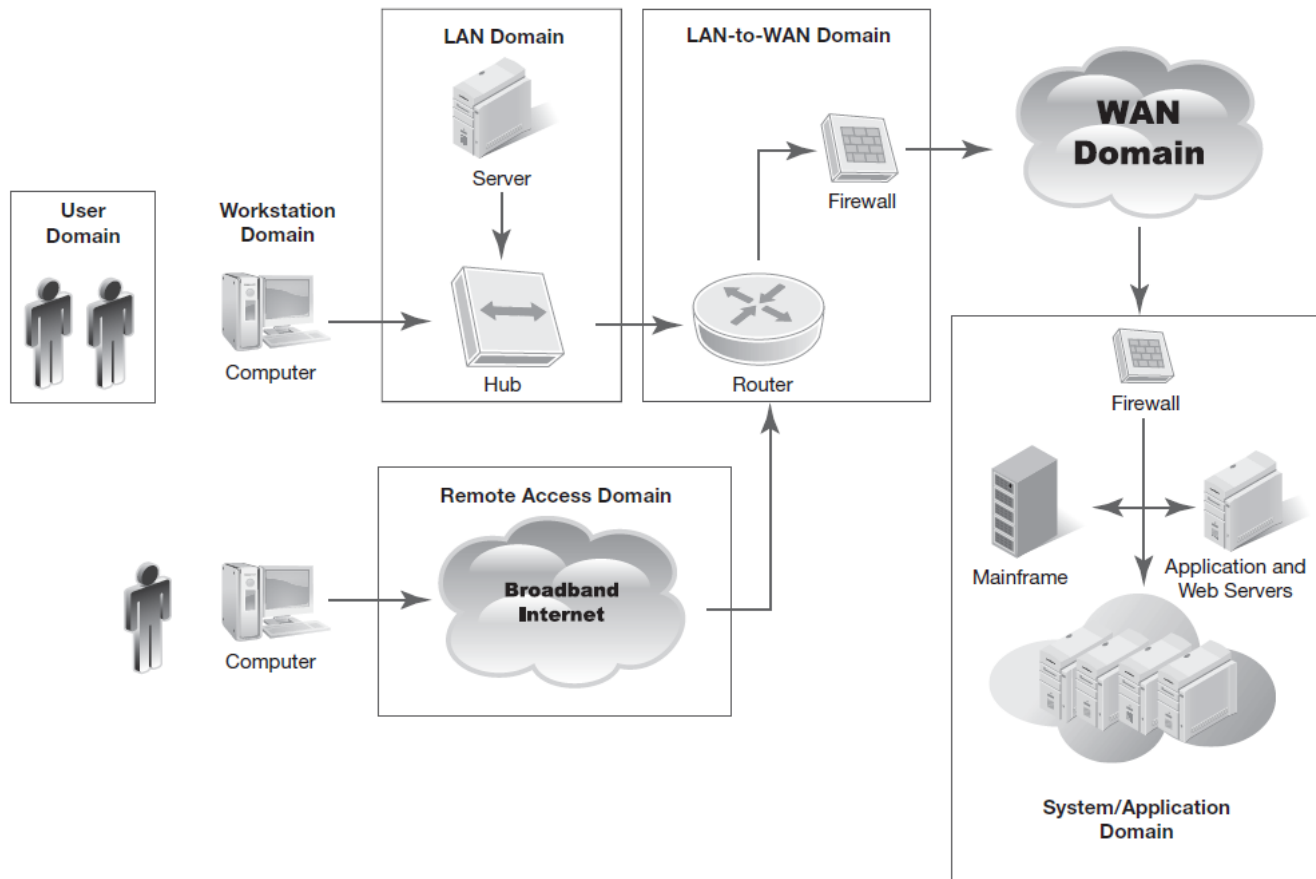 LAN Domain
Server
Hub
LAN-to-WAN Domain
Firewall
Router
WAN
Domain
User
Domain
Workstation
Domain
Computer
Remote Access Domain
Broadband
Internet
Computer
Firewall
Mainframe
Application and
Web Servers
System/Application
Domain